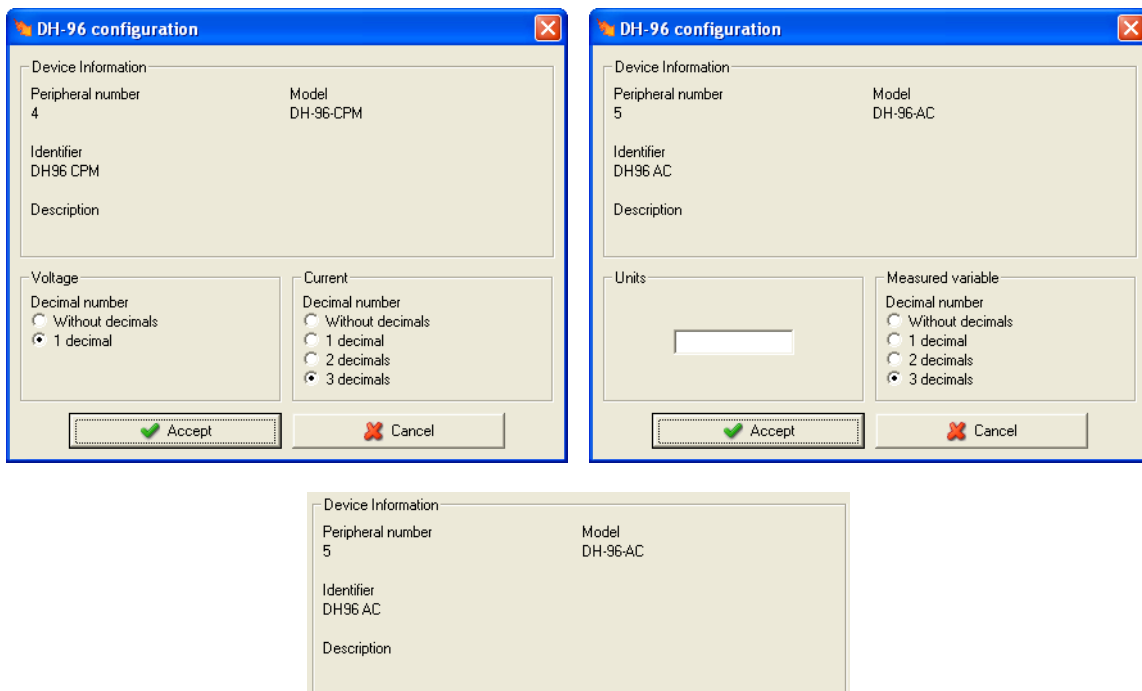 DH-96 configuration
Device Information
Peripheral number Model
4 DH-96-CPM
Identifier
DH96 CPM
Description
Voltage
Decimal number
Without decimals
1 decimal
Current
Decimal number
Without decimals
1 decimal
2 decimals
3 decimals
Accept Cancel
DH-96 configuration
Device Information
Peripheral number Model
5 DH-96-AC
Identifier
DH96 AC
Description
Units
Measured variable
Decimal number
Without decimals
1 decimal
2 decimals
3 decimals
Accept Cancel
Device Information
Peripheral number Model
5 DH-96-AC
Identifier
DH96 AC
Description